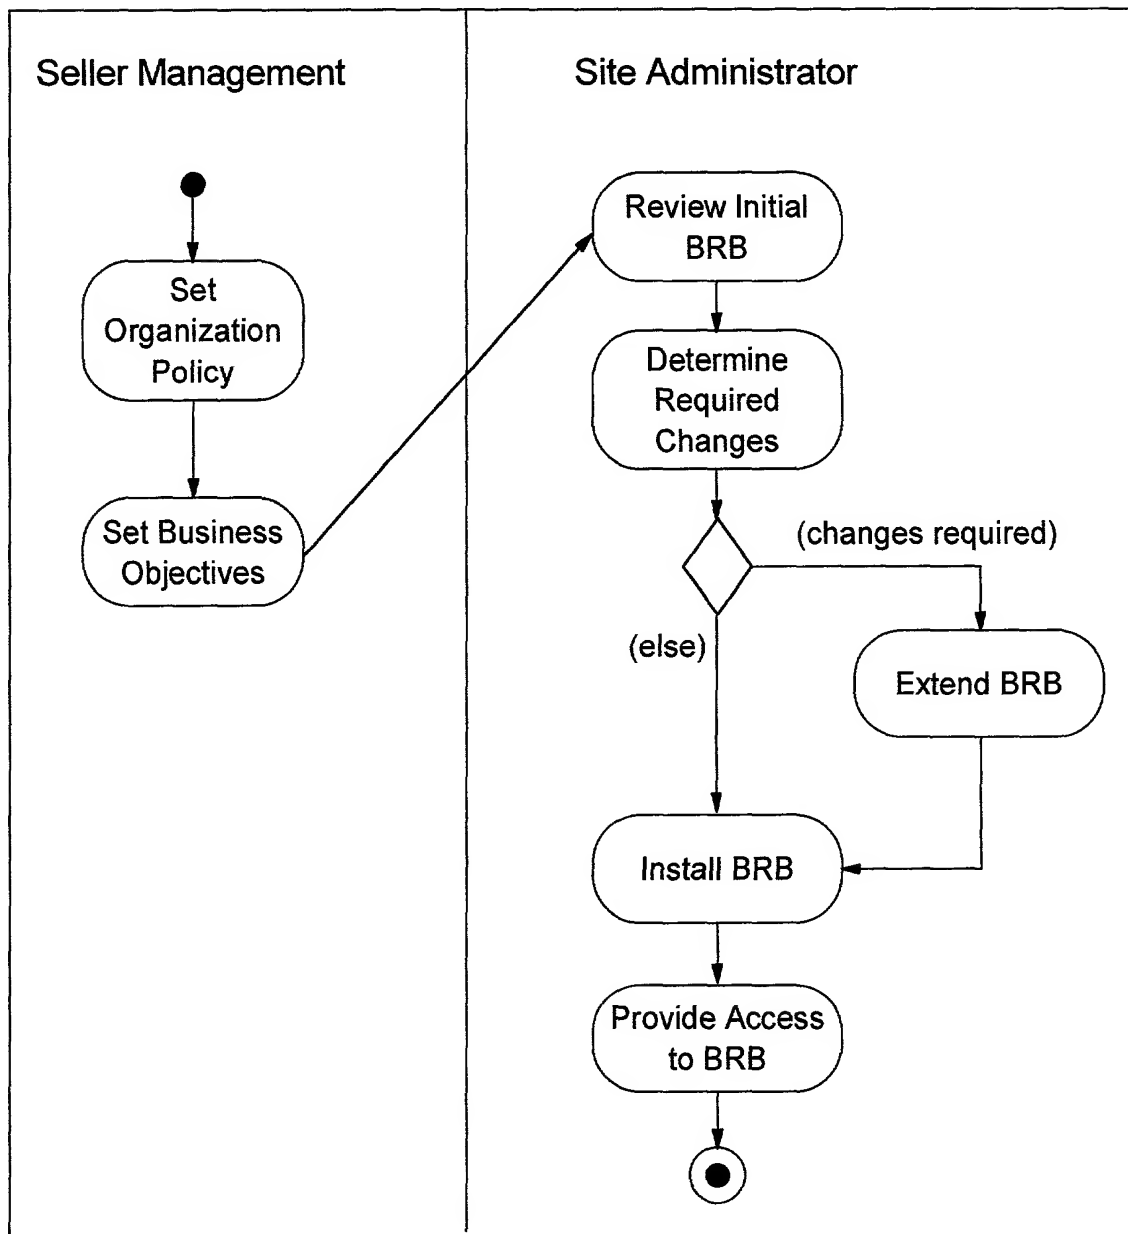 Seller Management
Site Administrator
Set
Organization
Policy
Set Business
Objectives
Review Initial
BRB
Determine
Required
Changes
(changes required)
(else)
Extend BRB
Install BRB
Provide Access
to BRB